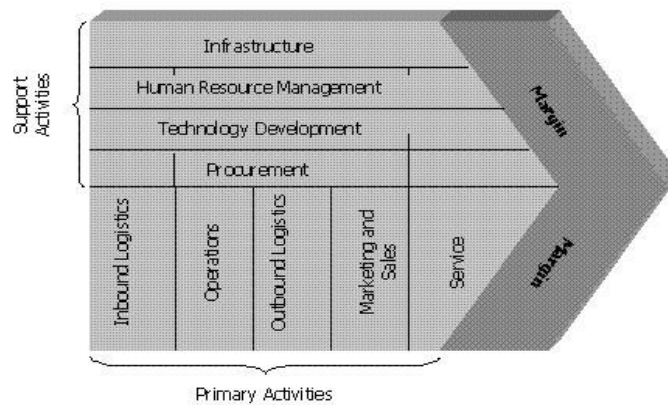 Infrastructure
Human Resource Management
Technology Development
Procurement
Support
Activities
Margin
Margin
Inbound Logistics
Operations
Outbound Logistics
Marketing and
Sales
Service
Primary Activities